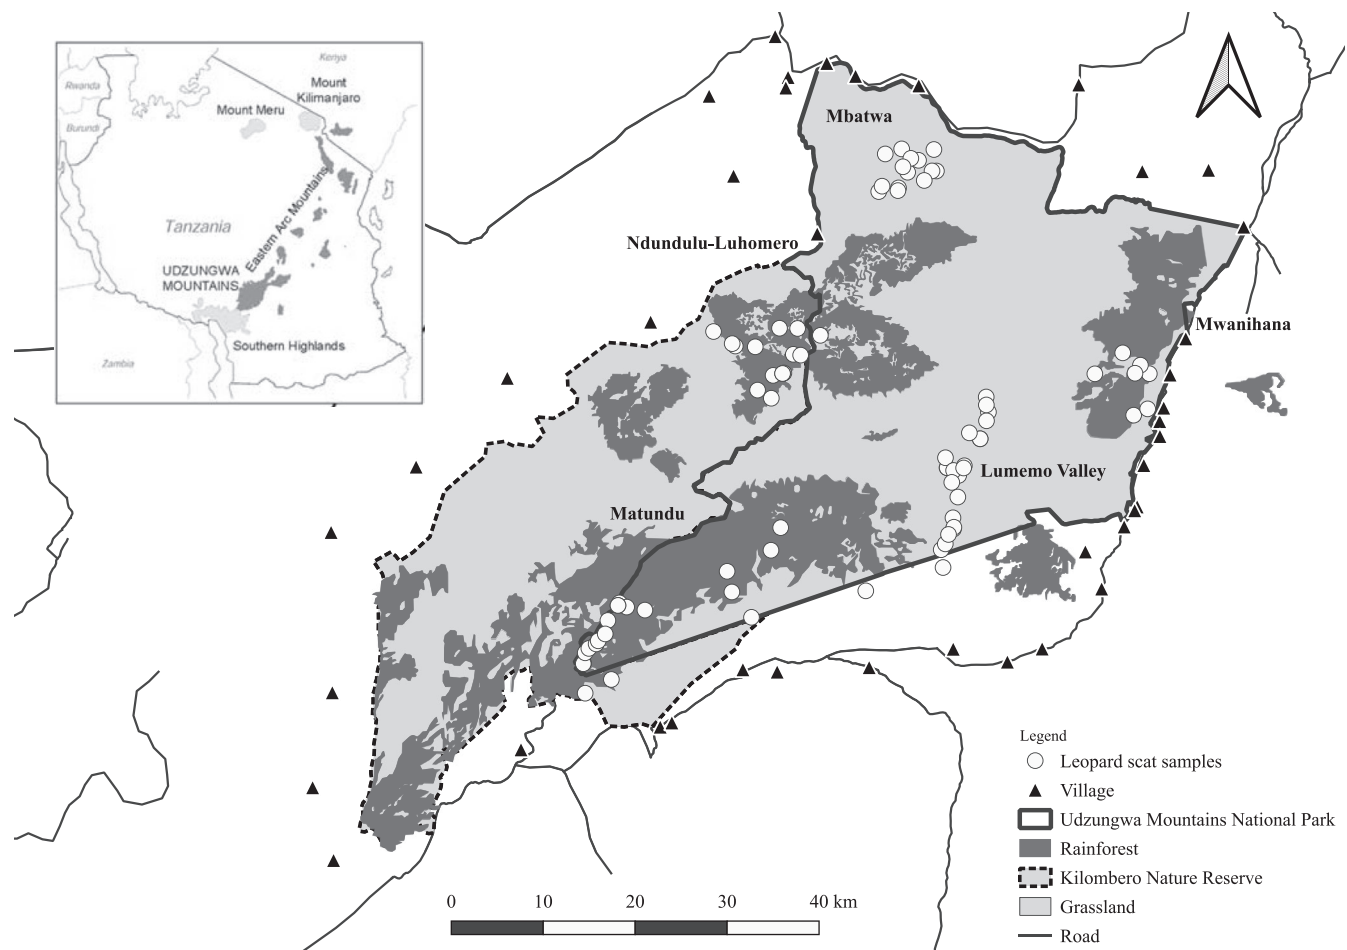 Kenya
Rwanda
Mount
Kilimanjaro
Mount Meru
Burundi
Eastern Arc Mountains
Tanzania
UDZUNGWA
MOUNTAINS
Southern Highlands
Zambia
Mbatwa
Ndundulu-Luhomero
Mwanihana
Lumemo Valley
Matundu
Legend
Leopard scat samples
Village
Udzungwa Mountains National Park
Rainforest
Kilombero Nature Reserve
Grassland
Road
0 10 20 30 40 km